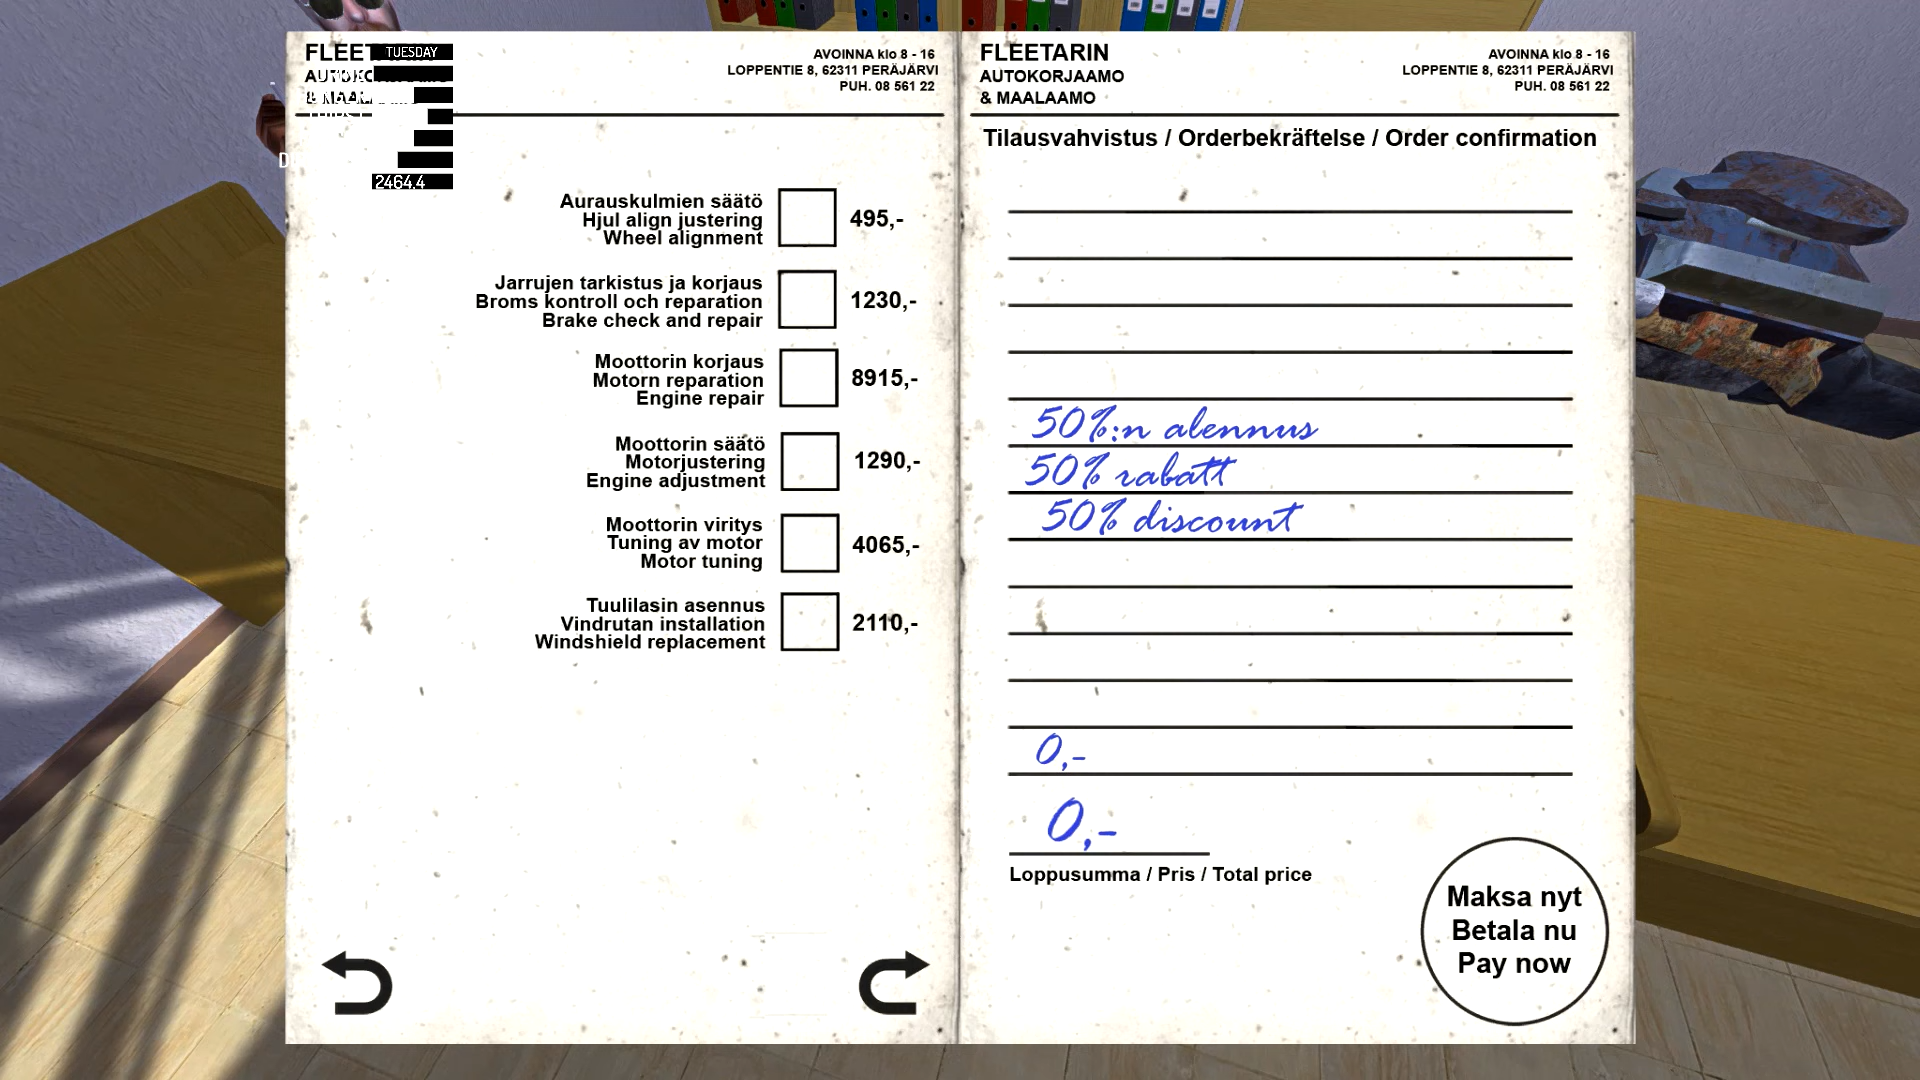 TUESDAY
2464.4
AVOINNA klo 8 - 16
LOPPENTIE 8, 62311 PERÄJÄRVI
PUH. 08 561 22
Aurauskulmien säätö
Hjul align justering
Wheel alignment
495,-
Jarrujen tarkistus ja korjaus
Broms kontroll och reparation
Brake check and repair
1230,-
Moottorin korjaus
Motorn reparation
Engine repair
8915,-
Moottorin säätö
Motorjustering
Engine adjustment
1290,-
Moottorin viritys
Tuning av motor
Motor tuning
4065,-
Tuulilasin asennus
Vindrutan installation
Windshield replacement
2110,-
FLEETARIN
AUTOKORJAAMO
& MAALAAMO
AVOINNA klo 8 - 16
LOPPENTIE 8, 62311 PERÄJÄRVI
PUH. 08 561 22
Tilausvahvistus / Orderbekräftelse / Order confirmation
50%:n alennus
50% rabatt
50% discount
0,-
0,-
Loppusumma / Pris / Total price
Maksa nyt
Betala nu
Pay now